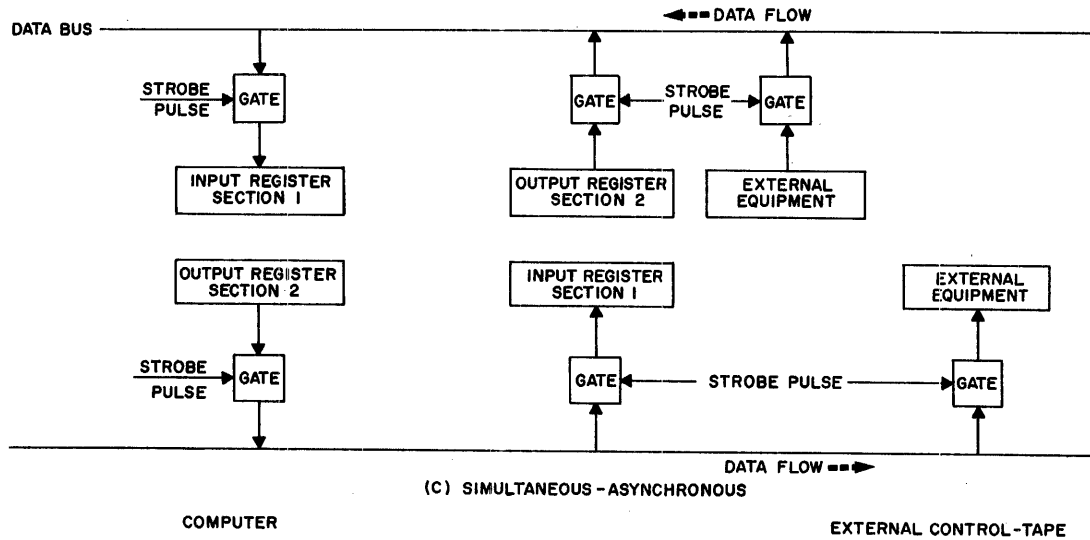 DATA FLOW
DATA BUS
STROBE
PULSE
GATE
GATE
STROBE
PULSE
GATE
INPUT REGISTER
SECTION 1
OUTPUT REGISTER
SECTION 2
EXTERNAL
EQUIPMENT
OUTPUT REGISTER
SECTION 2
INPUT REGISTER
SECTION 1
EXTERNAL
EQUIPMENT
STROBE
PULSE
GATE
GATE
STROBE PULSE
GATE
DATA FLOW
(C) SIMULTANEOUS-ASYNCHRONOUS
COMPUTER
EXTERNAL CONTROL-TAPE